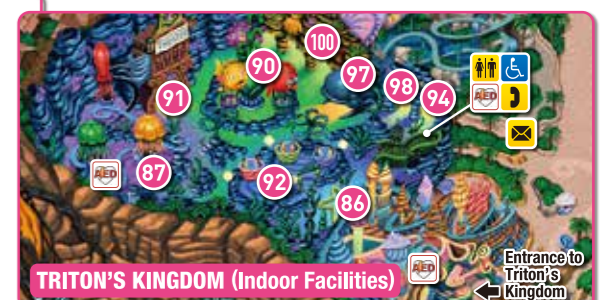 100
90
97
98
94
91
AED
AED
87
92
86
AED
TRITON'S KINGDOM (Indoor Facilities)
Entrance to
Triton's
Kingdom